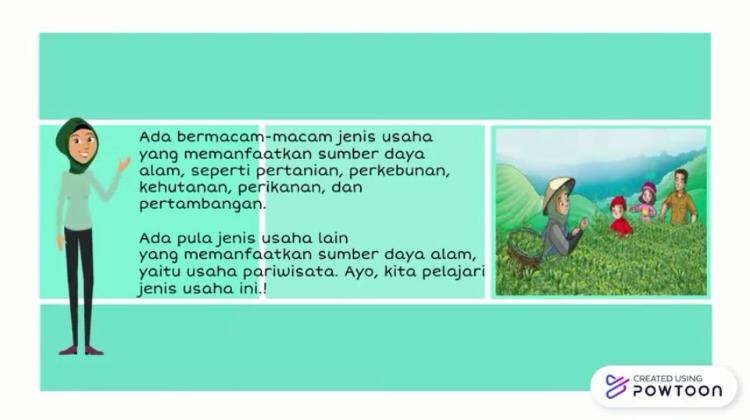 Ada bermacam-macam jenis usaha
yang memanfaatkan sumber daya
alam, seperti pertanian, perkebunan,
kehutanan, perikanan, dan
pertambangan.
Ada pula jenis usaha lain
yang memanfaatkan sumber daya alam,
yaitu usaha pariwisata. Ayo, kita pelajari
jenis usaha ini.!
CREATED USING
POWTOON